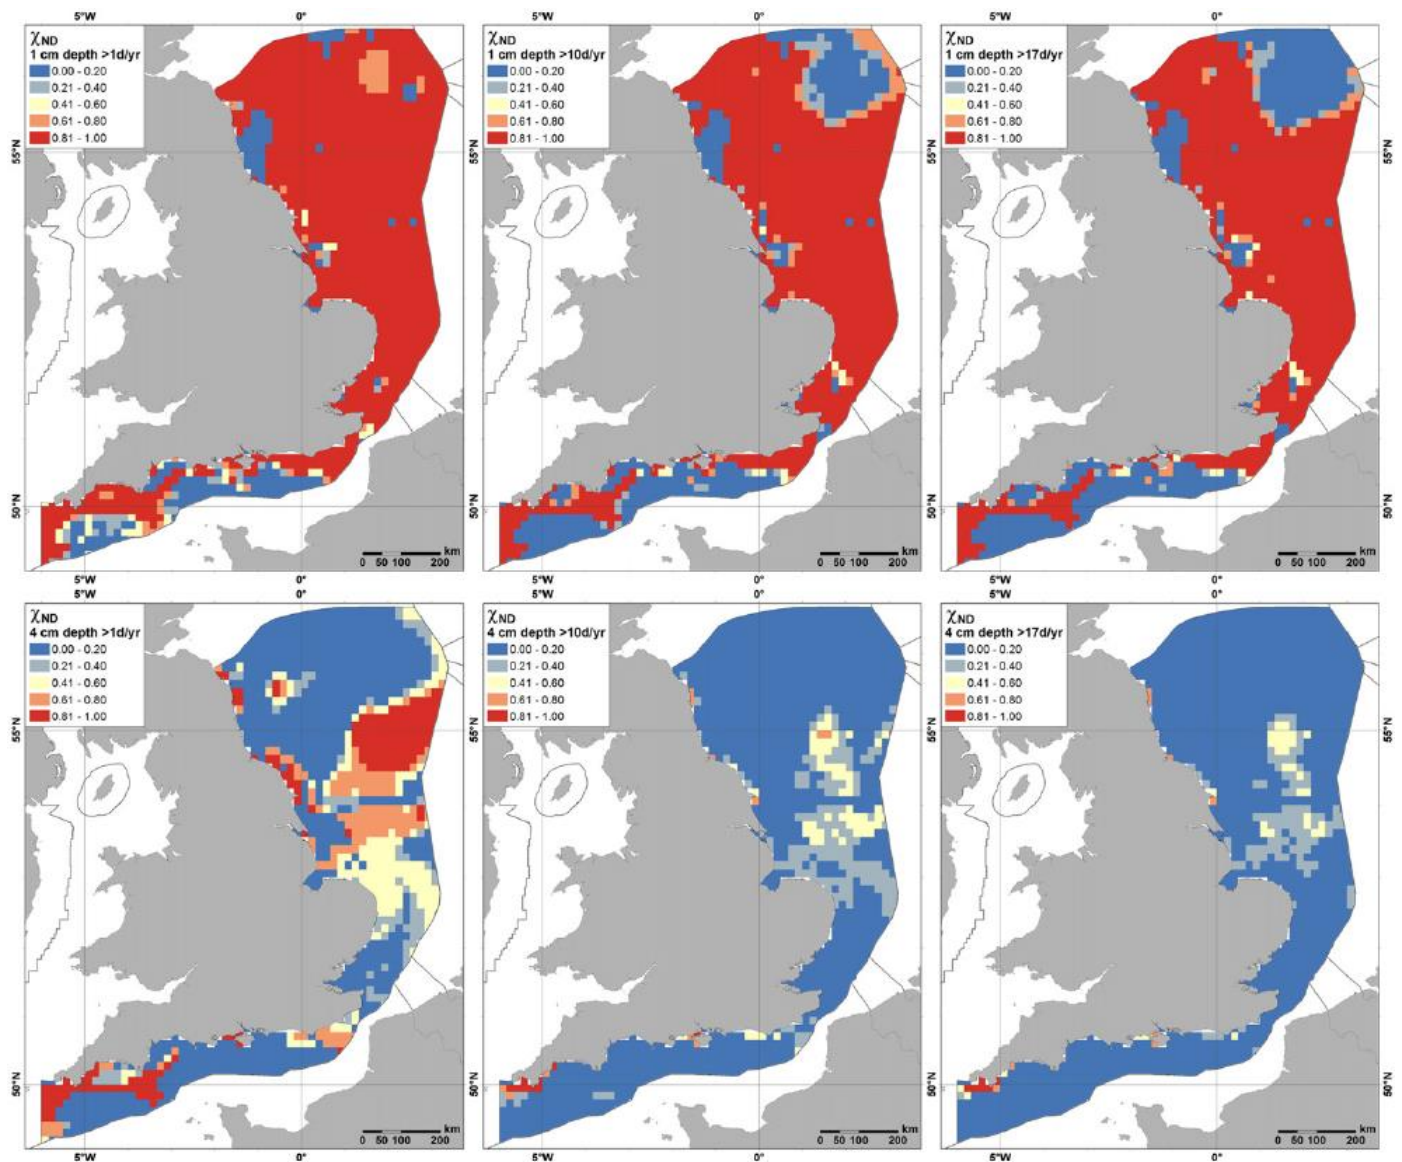 5°W 0° 5°W 0° 5°W 0°
χND
1 cm depth >1d/yr
0.00 - 0.20
0.21 - 0.40
0.41 - 0.60
0.61 - 0.80
0.81 - 1.00
55°N
50°N
km
0 50 100 200
χND
1 cm depth >10d/yr
0.00 - 0.20
0.21 - 0.40
0.41 - 0.60
0.61 - 0.80
0.81 - 1.00
55°N
50°N
km
0 50 100 200
χND
1 cm depth >17d/yr
0.00 - 0.20
0.21 - 0.40
0.41 - 0.60
0.61 - 0.80
0.81 - 1.00
55°N
55°N
50°N
50°N
km
0 50 100 200
5°W 0° 5°W 0° 5°W 0°
χND
4 cm depth >1d/yr
0.00 - 0.20
0.21 - 0.40
0.41 - 0.60
0.61 - 0.80
0.81 - 1.00
55°N
50°N
km
0 50 100 200
χND
4 cm depth >10d/yr
0.00 - 0.20
0.21 - 0.40
0.41 - 0.60
0.61 - 0.80
0.81 - 1.00
55°N
50°N
km
0 50 100 200
χND
4 cm depth >17d/yr
0.00 - 0.20
0.21 - 0.40
0.41 - 0.60
0.61 - 0.80
0.81 - 1.00
55°N
50°N
km
0 50 100 200
5°W 0° 5°W 0° 5°W 0°